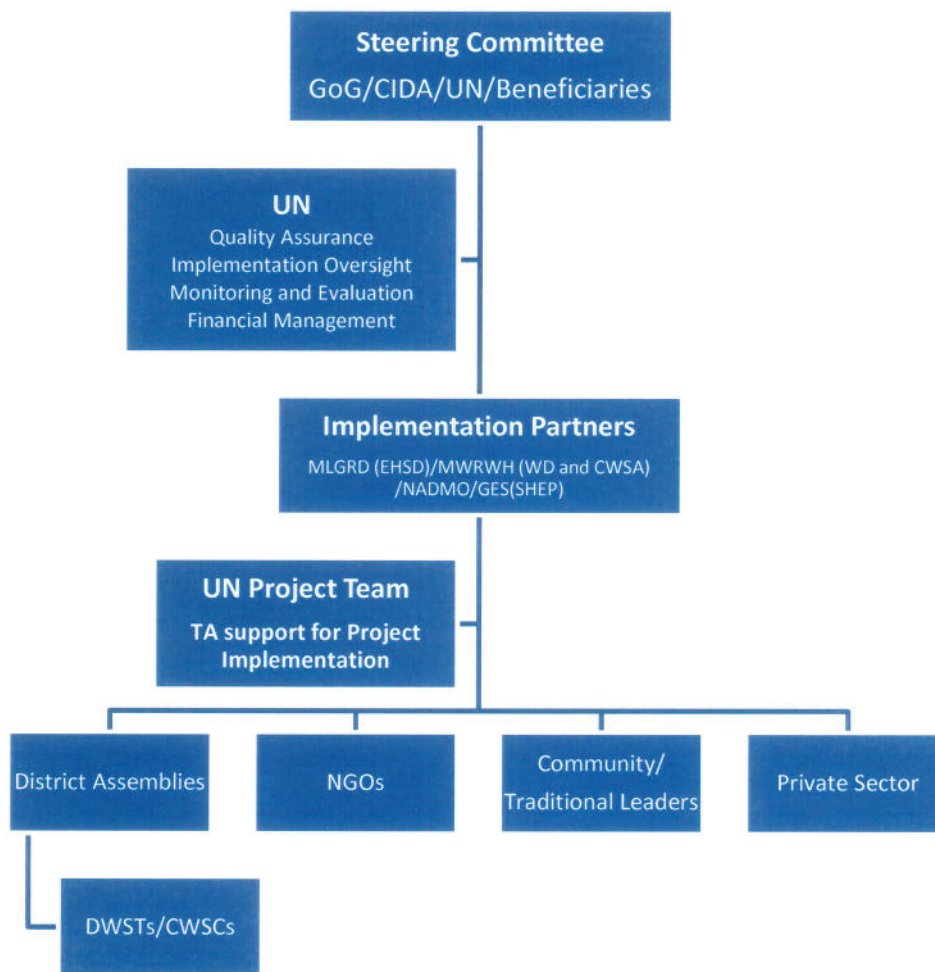 Steering Committee
GoG/CIDA/UN/Beneficiaries
UN
Quality Assurance
Implementation Oversight
Monitoring and Evaluation
Financial Management
Implementation Partners
MLGRD (EHSD)/MWRWH (WD and CWSA)
/NADMO/GES(SHEP)
UN Project Team
TA support for Project
Implementation
District Assemblies
NGOs
Community/
Traditional Leaders
Private Sector
DWSTs/CWSCs